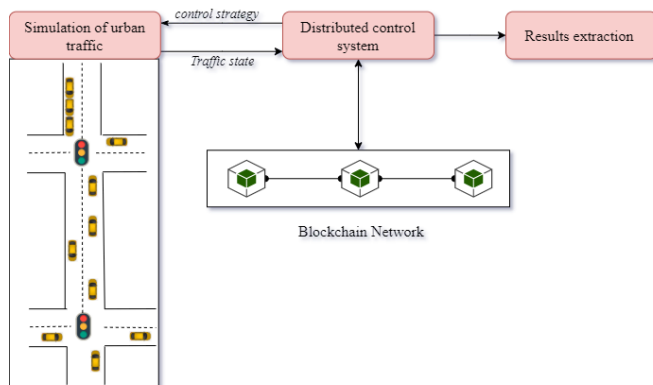 Simulation of urban
traffic
control strategy
Traffic state
Distributed control
system
Results extraction
Blockchain Network